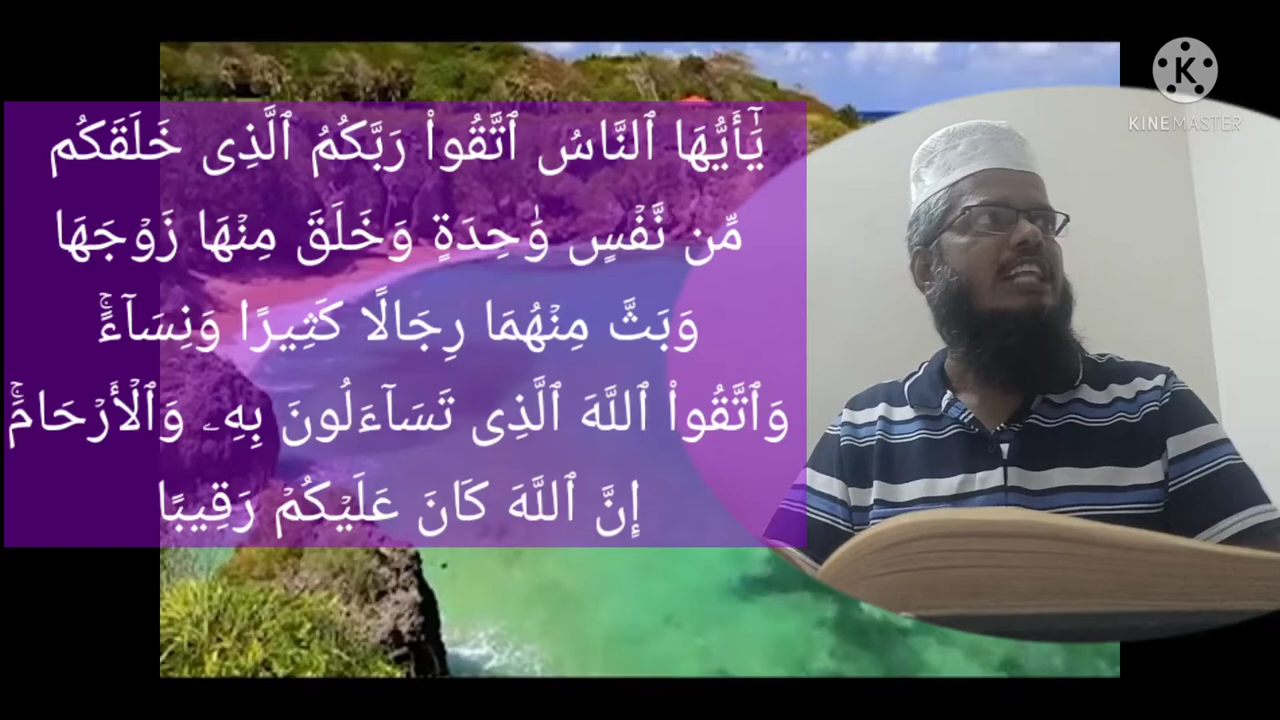 يَٰٓأَيُّهَا ٱلنَّاسُ ٱتَّقُوا۟ رَبَّكُمُ ٱلَّذِى خَلَقَكُم
مِّن نَّفْسٍ وَٰحِدَةٍ وَخَلَقَ مِنْهَا زَوْجَهَا
وَبَثَّ مِنْهُمَا رِجَالًا كَثِيرًا وَنِسَآءًۚ
وَٱتَّقُوا۟ ٱللَّهَ ٱلَّذِى تَسَآءَلُونَ بِهِۦ وَٱلْأَرْحَامَۚ
إِنَّ ٱللَّهَ كَانَ عَلَيْكُمْ رَقِيبًا
K
KINEMASTER